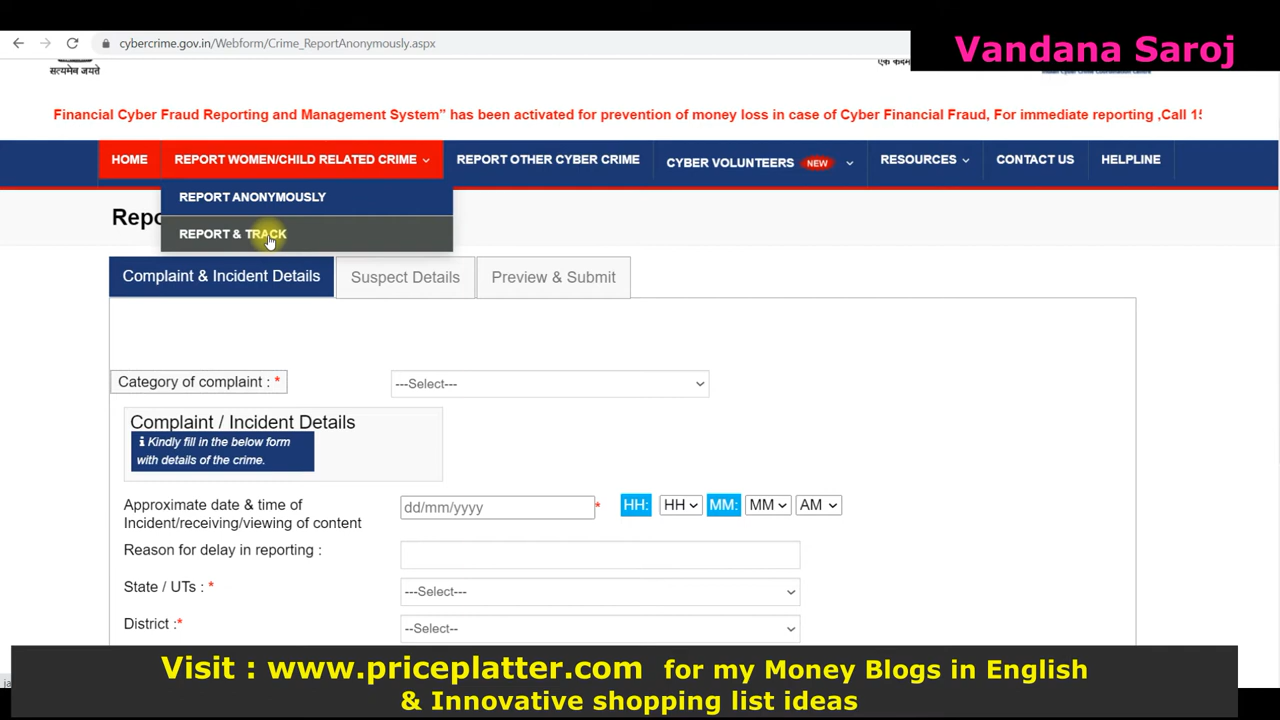 cybercrime.gov.in/Webform/Crime_ReportAnonymously.aspx
Vandana Saroj
सत्यमेव जयते
एक कदम
Financial Cyber Fraud Reporting and Management System” has been activated for prevention of money loss in case of Cyber Financial Fraud, For immediate reporting ,Call 15
HOME REPORT WOMEN/CHILD RELATED CRIME REPORT OTHER CYBER CRIME CYBER VOLUNTEERS NEW RESOURCES CONTACT US HELPLINE
REPORT ANONYMOUSLY
Repo
REPORT & TRACK
Complaint & Incident Details Suspect Details Preview & Submit
Category of complaint : * ---Select---
Complaint / Incident Details
i Kindly fill in the below form
with details of the crime.
Approximate date & time of
Incident/receiving/viewing of content
dd/mm/yyyy * HH: HH MM: MM AM
Reason for delay in reporting :
State / UTs : * ---Select---
District :* --Select--
Visit : www.priceplatter.com for my Money Blogs in English
& Innovative shopping list ideas